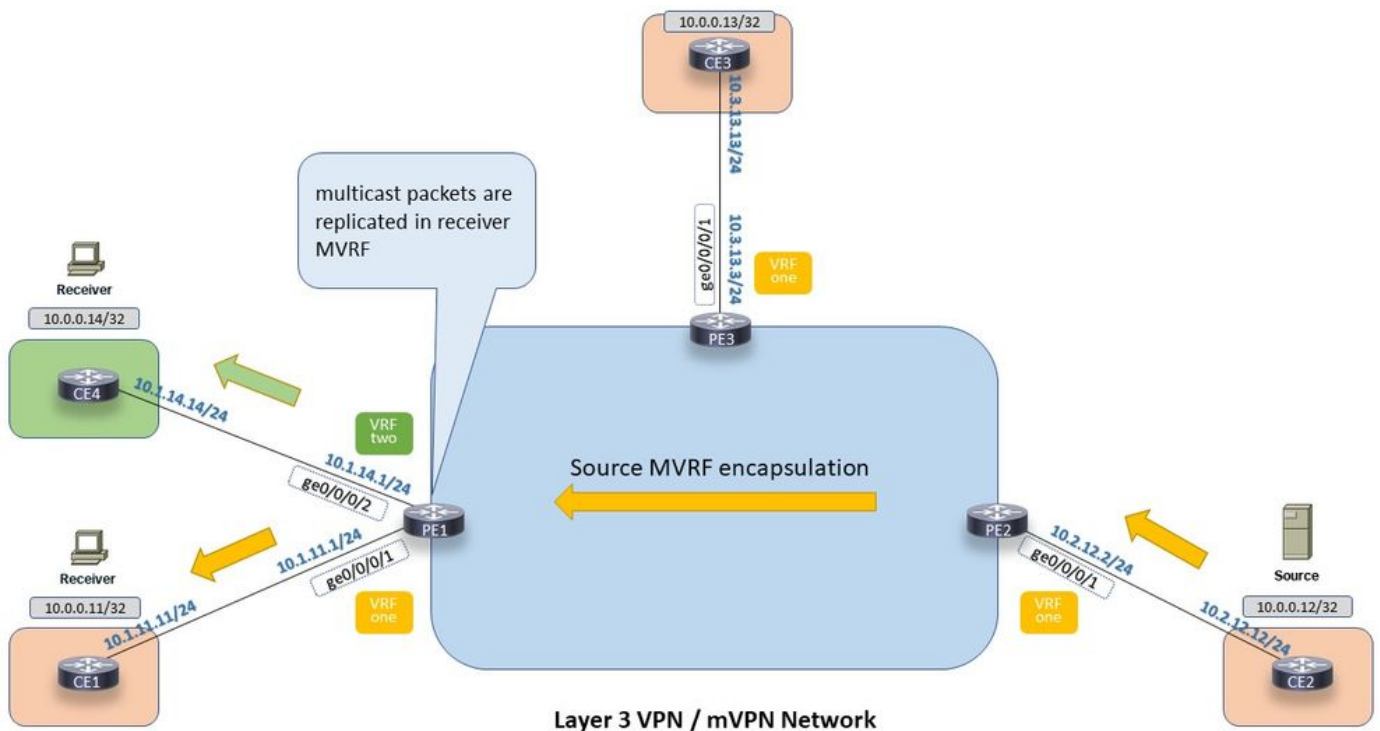 10.0.0.13/32
CE3
10.3.13.13/24
multicast packets are
replicated in receiver
MVRF
ge0/0/0/1
10.3.13.3/24
VRF
one
PE3
Receiver
10.0.0.14/32
CE4
10.1.14.14/24
VRF
two
10.1.14.1/24
ge0/0/0/2
Source MVRF encapsulation
PE1
PE2
Receiver
10.0.0.11/32
10.1.11.1/24
ge0/0/0/1
VRF
one
10.1.11.11/24
CE1
10.2.12.2/24
ge0/0/0/1
VRF
one
Source
10.0.0.12/32
10.2.12.12/24
CE2
Layer 3 VPN / mVPN Network